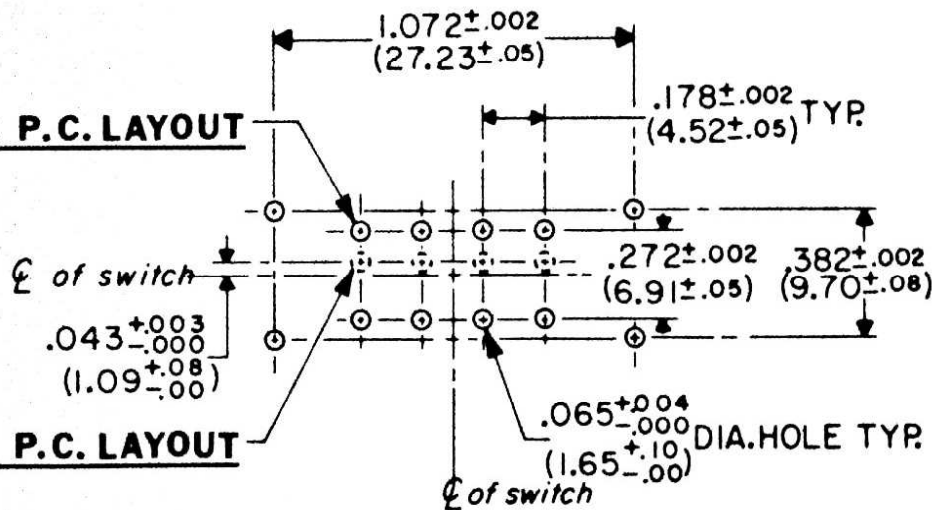 1.072±.002
(27.23±.05)
.178±.002
(4.52±.05)
TYP.
P.C. LAYOUT
℄ of switch
.272±.002
(6.91±.05)
.382±.002
(9.70±.08)
.043+.003-.000
(1.09+.08-.00)
P.C. LAYOUT
.065+.004-.000
(1.65+.10-.00)
DIA.HOLE TYP.
℄ of switch